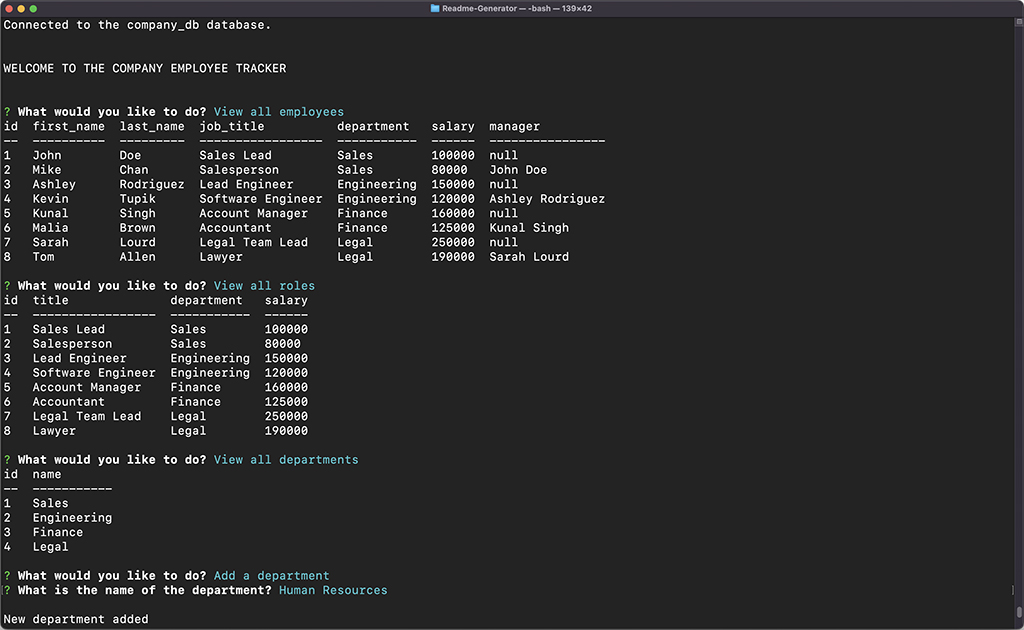 Readme-Generator — -bash — 139×42
Connected to the company_db database.
WELCOME TO THE COMPANY EMPLOYEE TRACKER
? What would you like to do? View all employees
id  first_name  last_name  job_title          department   salary  manager
--  ----------  ---------  -----------------  -----------  ------  ----------------
1   John        Doe        Sales Lead         Sales        100000  null
2   Mike        Chan       Salesperson        Sales        80000   John Doe
3   Ashley      Rodriguez  Lead Engineer      Engineering  150000  null
4   Kevin       Tupik      Software Engineer  Engineering  120000  Ashley Rodriguez
5   Kunal       Singh      Account Manager    Finance      160000  null
6   Malia       Brown      Accountant         Finance      125000  Kunal Singh
7   Sarah       Lourd      Legal Team Lead    Legal        250000  null
8   Tom         Allen      Lawyer             Legal        190000  Sarah Lourd
? What would you like to do? View all roles
id  title              department   salary
--  -----------------  -----------  ------
1   Sales Lead         Sales        100000
2   Salesperson        Sales        80000
3   Lead Engineer      Engineering  150000
4   Software Engineer  Engineering  120000
5   Account Manager    Finance      160000
6   Accountant         Finance      125000
7   Legal Team Lead    Legal        250000
8   Lawyer             Legal        190000
? What would you like to do? View all departments
id  name
--  -----------
1   Sales
2   Engineering
3   Finance
4   Legal
? What would you like to do? Add a department
? What is the name of the department? Human Resources
New department added